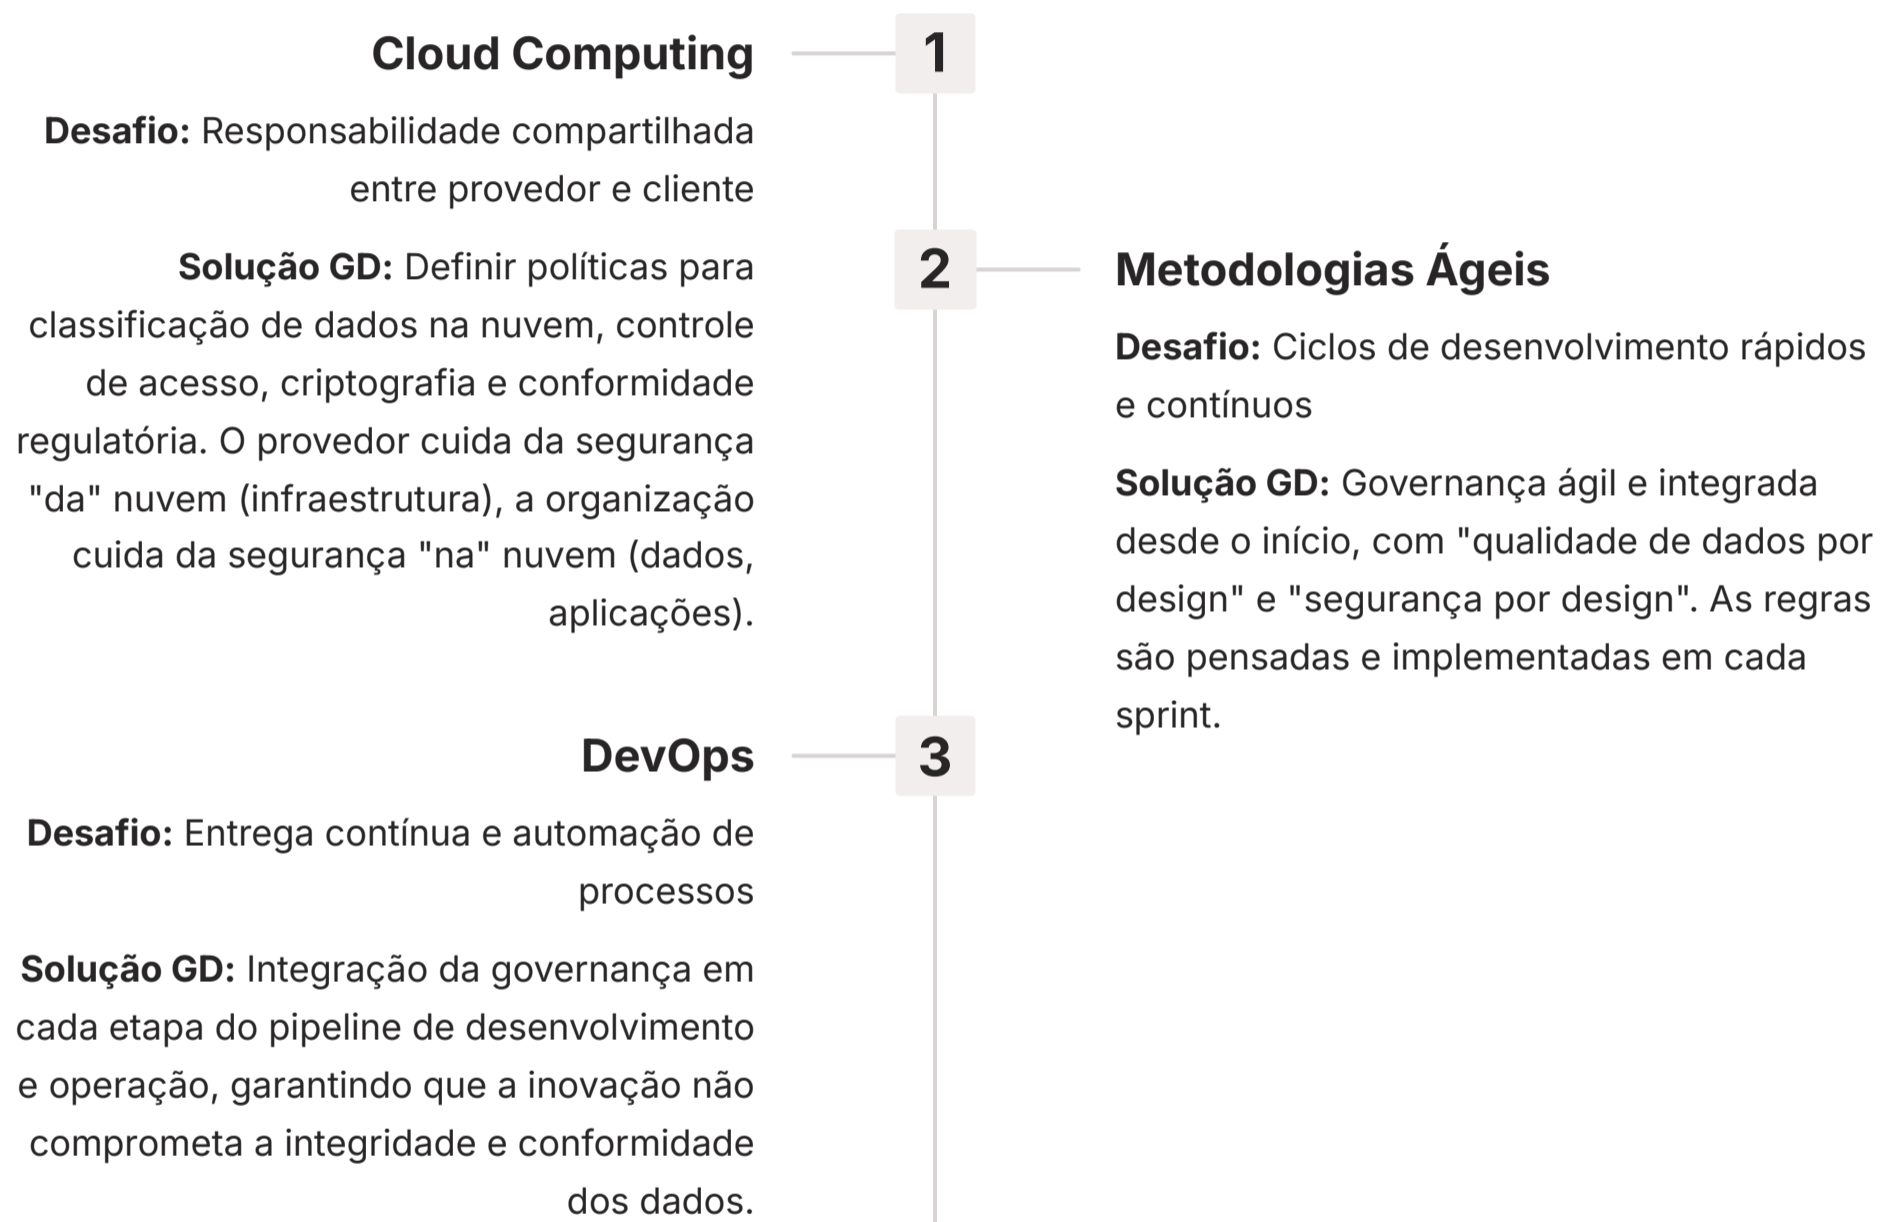 Cloud Computing
1
Desafio: Responsabilidade compartilhada
entre provedor e cliente
Solução GD: Definir políticas para
classificação de dados na nuvem, controle
de acesso, criptografia e conformidade
regulatória. O provedor cuida da segurança
"da" nuvem (infraestrutura), a organização
cuida da segurança "na" nuvem (dados,
aplicações).
2
Metodologias Ágeis
Desafio: Ciclos de desenvolvimento rápidos
e contínuos
Solução GD: Governança ágil e integrada
desde o início, com "qualidade de dados por
design" e "segurança por design". As regras
são pensadas e implementadas em cada
sprint.
DevOps
3
Desafio: Entrega contínua e automação de
processos
Solução GD: Integração da governança em
cada etapa do pipeline de desenvolvimento
e operação, garantindo que a inovação não
comprometa a integridade e conformidade
dos dados.